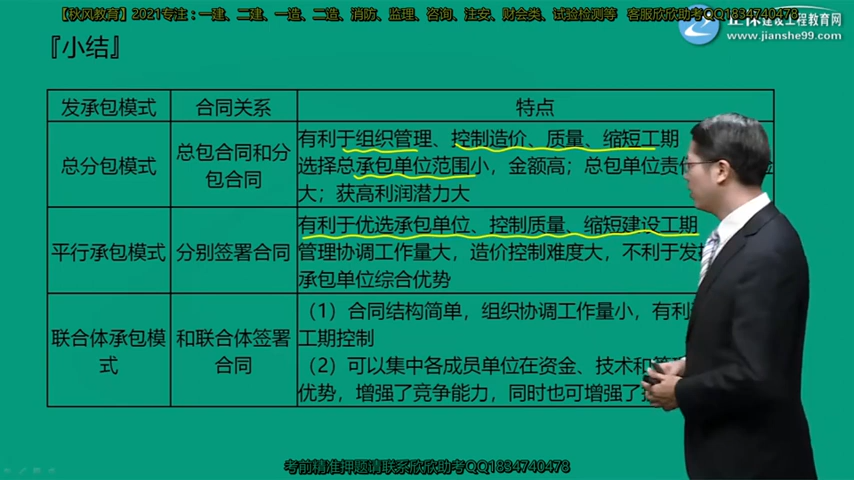 【秋风教育】2021专注：一建、二建、一造、二造、消防、监理、咨询、注安、财会类、试验检测等 客服欣欣助考QQ1834740478
正保建设工程教育网
www.jianshe99.com
『小结』
发承包模式 合同关系 特点
总分包模式 总包合同和分包合同 有利于组织管理、控制造价、质量、缩短工期
选择总承包单位范围小，金额高；总包单位责
大；获高利润潜力大
平行承包模式 分别签署合同 有利于优选承包单位、控制质量、缩短建设工期
管理协调工作量大，造价控制难度大，不利于发
承包单位综合优势
联合体承包模式 和联合体签署合同 （1）合同结构简单，组织协调工作量小，有利
工期控制
（2）可以集中各成员单位在资金、技术和
优势，增强了竞争能力，同时也可增强了
考前精准押题请联系欣欣助考QQ1834740478